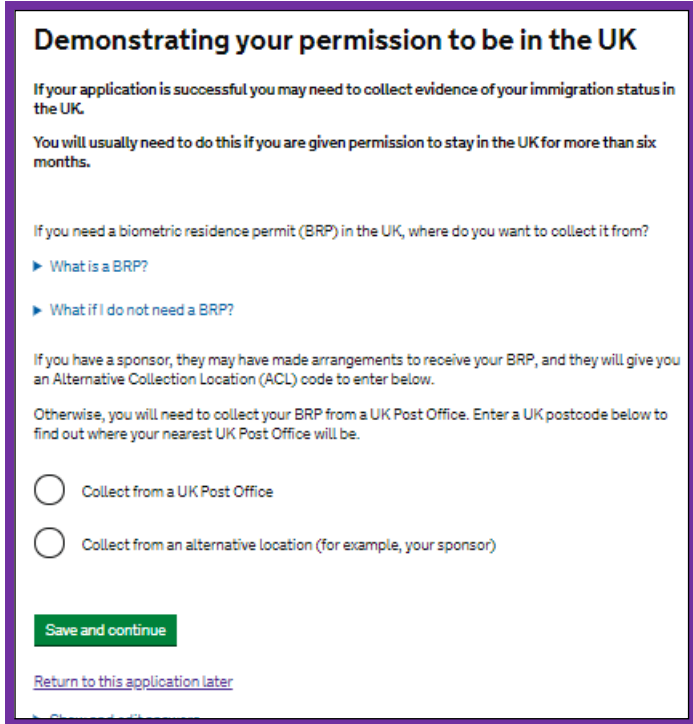 Demonstrating your permission to be in the UK
If your application is successful you may need to collect evidence of your immigration status in
the UK.
You will usually need to do this if you are given permission to stay in the UK for more than six
months.
If you need a biometric residence permit (BRP) in the UK, where do you want to collect it from?
What is a BRP?
What if I do not need a BRP?
If you have a sponsor, they may have made arrangements to receive your BRP, and they will give you
an Alternative Collection Location (ACL) code to enter below.
Otherwise, you will need to collect your BRP from a UK Post Office. Enter a UK postcode below to
find out where your nearest UK Post Office will be.
Collect from a UK Post Office
Collect from an alternative location (for example, your sponsor)
Save and continue
Return to this application later
Show and edit answers